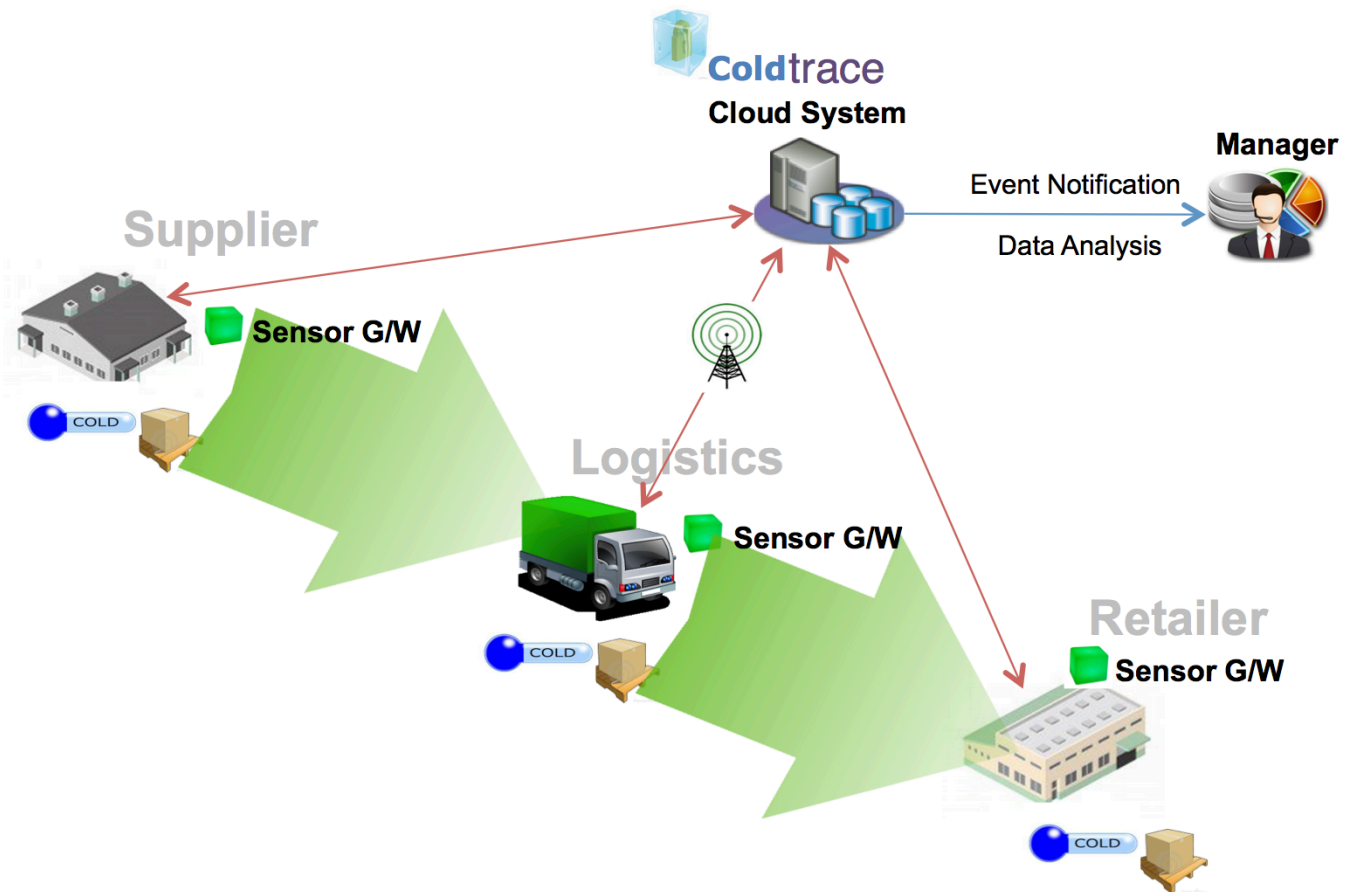 Coldtrace
Cloud System
Manager
Event Notification
Data Analysis
Supplier
Sensor G/W
COLD
Logistics
Sensor G/W
COLD
Retailer
Sensor G/W
COLD